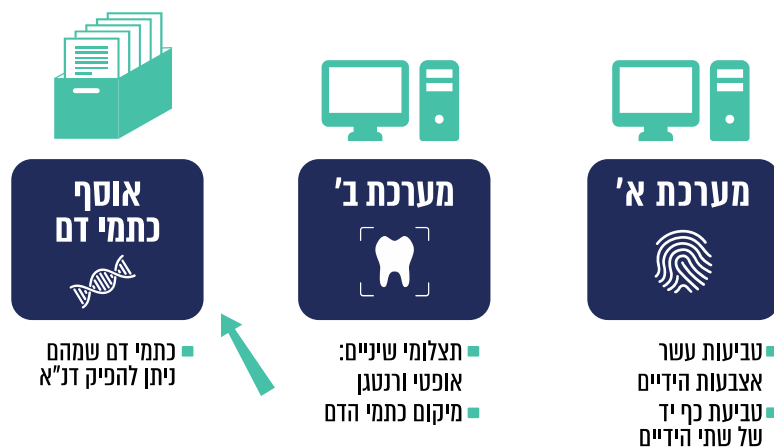 מערכת א'
טביעות עשר
אצבעות הידיים
טביעת כף יד
של שתי הידיים
מערכת ב'
תצלומי שיניים:
אופטי ורנטגן
מיקום כתמי הדם
אוסף
כתמי דם
כתמי דם שמהם
ניתן להפיק דנ"א